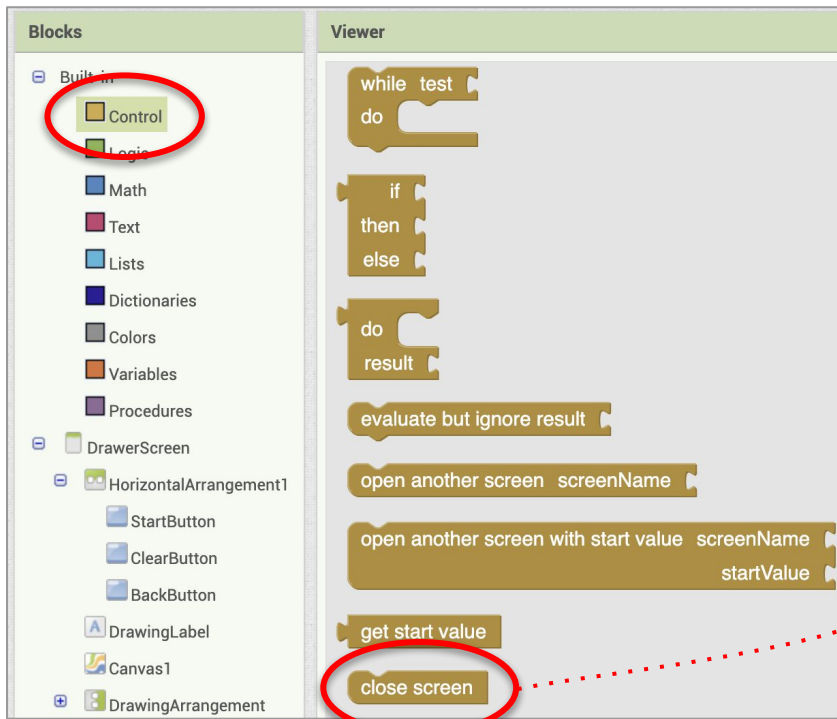 Blocks
Built-in
Control
Logic
Math
Text
Lists
Dictionaries
Colors
Variables
Procedures
DrawerScreen
HorizontalArrangement1
StartButton
ClearButton
BackButton
A DrawingLabel
Canvas1
DrawingArrangement
Viewer
while test
do
if
then
else
do
result
evaluate but ignore result
open another screen screenName
open another screen with start value screenName
startValue
get start value
close screen